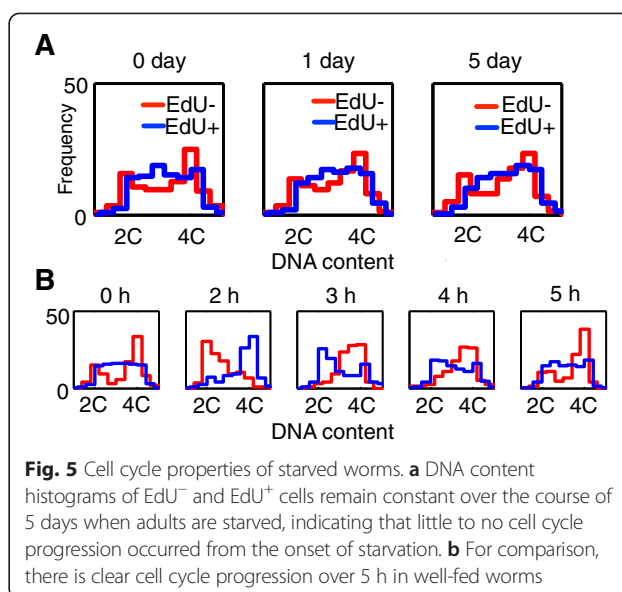 A
0 day
1 day
5 day
50
Frequency
0
EdU-
EdU+
EdU-
EdU+
EdU-
EdU+
2C 4C
2C 4C
2C 4C
DNA content
B
0 h
2 h
3 h
4 h
5 h
50
0
2C 4C
2C 4C
2C 4C
2C 4C
2C 4C
DNA content
Fig. 5 Cell cycle properties of starved worms. a DNA content
histograms of EdU⁻ and EdU⁺ cells remain constant over the course of
5 days when adults are starved, indicating that little to no cell cycle
progression occurred from the onset of starvation. b For comparison,
there is clear cell cycle progression over 5 h in well-fed worms